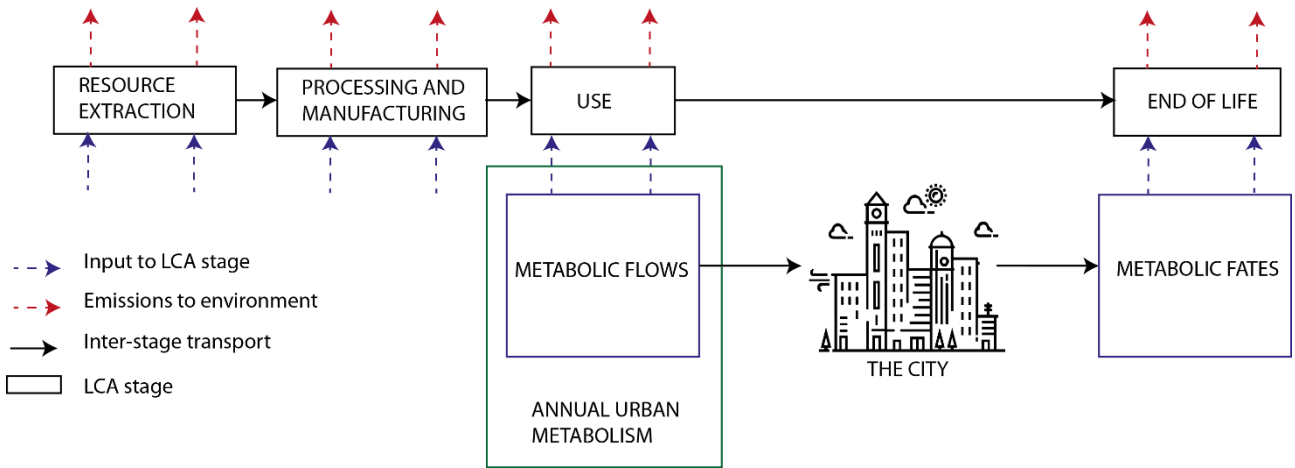 RESOURCE
EXTRACTION
PROCESSING AND
MANUFACTURING
USE
END OF LIFE
METABOLIC FLOWS
METABOLIC FATES
THE CITY
ANNUAL URBAN
METABOLISM
Input to LCA stage
Emissions to environment
Inter-stage transport
LCA stage